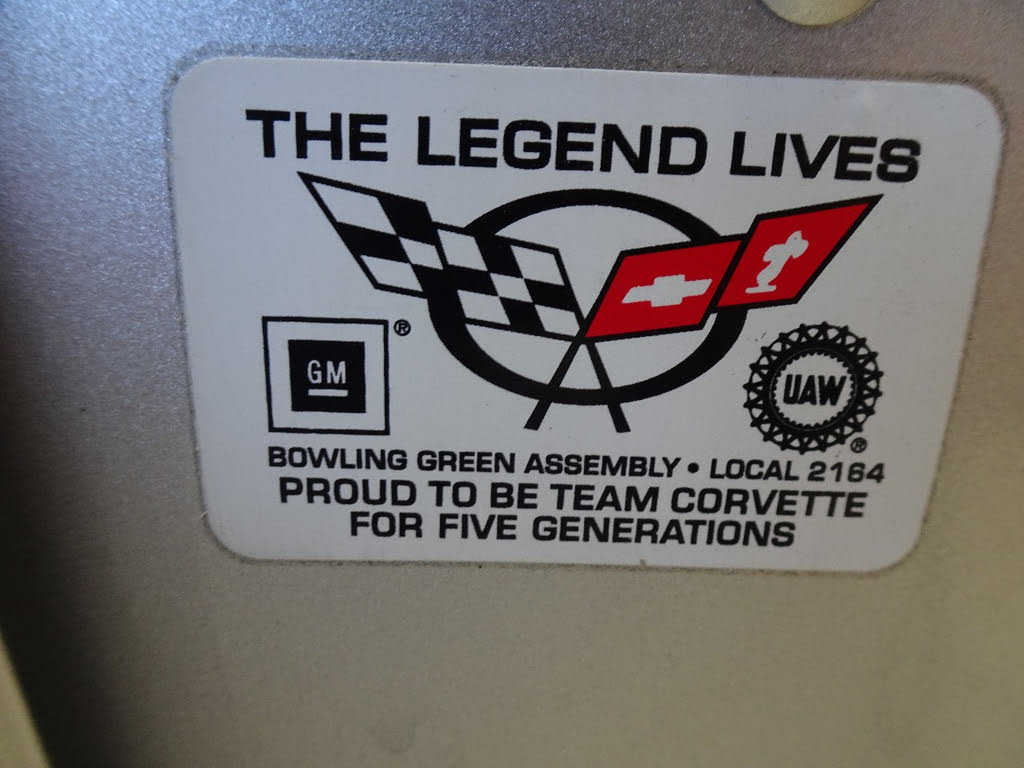 THE LEGEND LIVES
GM ®
UAW ®
BOWLING GREEN ASSEMBLY • LOCAL 2164
PROUD TO BE TEAM CORVETTE
FOR FIVE GENERATIONS